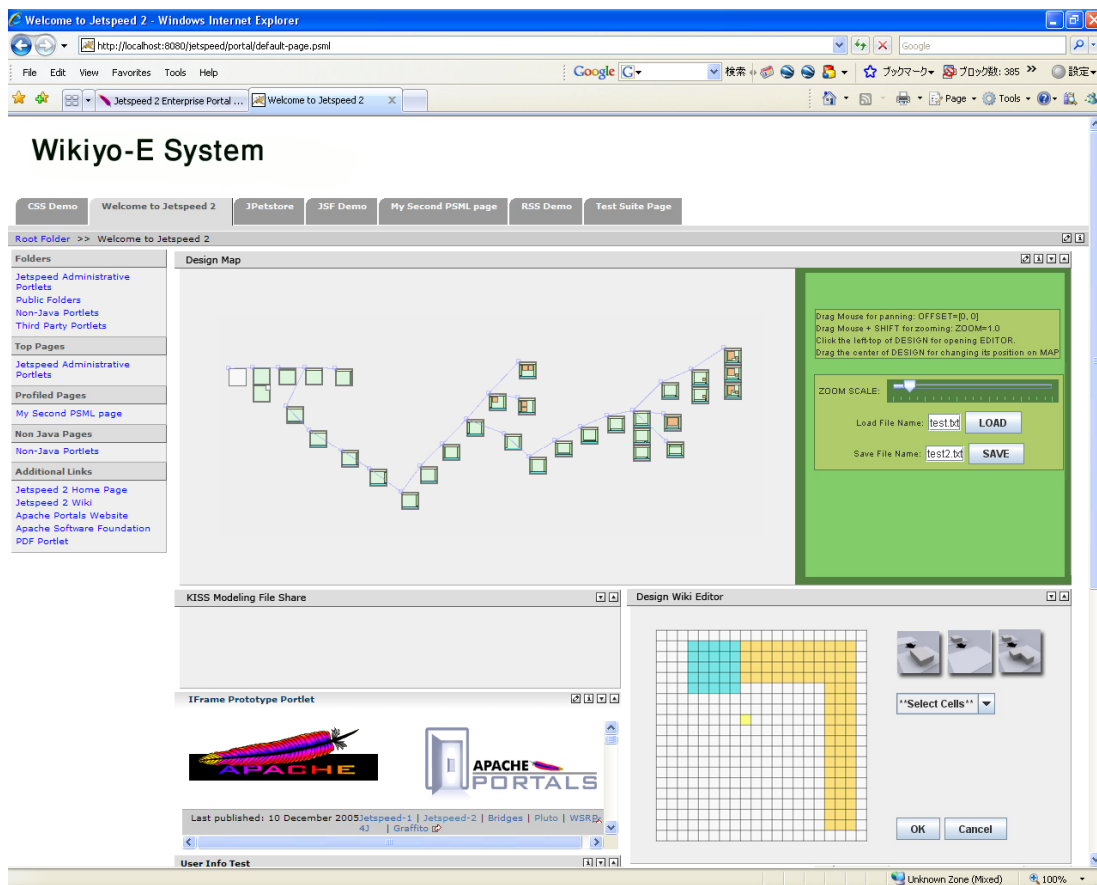 Welcome to Jetspeed 2 - Windows Internet Explorer
http://localhost:8080/jetspeed/portal/default-page.psml
Google
File Edit View Favorites Tools Help
Google G 検索 ブックマーク ブロック数: 385 設定
Jetspeed 2 Enterprise Portal ... Welcome to Jetspeed 2 X
Page Tools
Wikiyo-E System
CSS Demo Welcome to Jetspeed 2 JPetstore JSF Demo My Second PSML page RSS Demo Test Suite Page
Root Folder >> Welcome to Jetspeed 2
Folders
Jetspeed Administrative
Portlets
Public Folders
Non-Java Portlets
Third Party Portlets
Top Pages
Jetspeed Administrative
Portlets
Profiled Pages
My Second PSML page
Non Java Pages
Non-Java Portlets
Additional Links
Jetspeed 2 Home Page
Jetspeed 2 Wiki
Apache Portals Website
Apache Software Foundation
PDF Portlet
Design Map
Drag Mouse for panning: OFFSET=[0, 0]
Drag Mouse + SHIFT for zooming: ZOOM=1.0
Click the left-top of DESIGN for opening EDITOR.
Drag the center of DESIGN for changing its position on MAP
ZOOM SCALE:
Load File Name: test.txt LOAD
Save File Name: test2.txt SAVE
KISS Modeling File Share
IFrame Prototype Portlet
APACHE
APACHE
PORTALS
Last published: 10 December 2005 Jetspeed-1 | Jetspeed-2 | Bridges | Pluto | WSRP
4J | Graffito
User Info Test
Design Wiki Editor
**Select Cells**
OK Cancel
Unknown Zone (Mixed) 100%